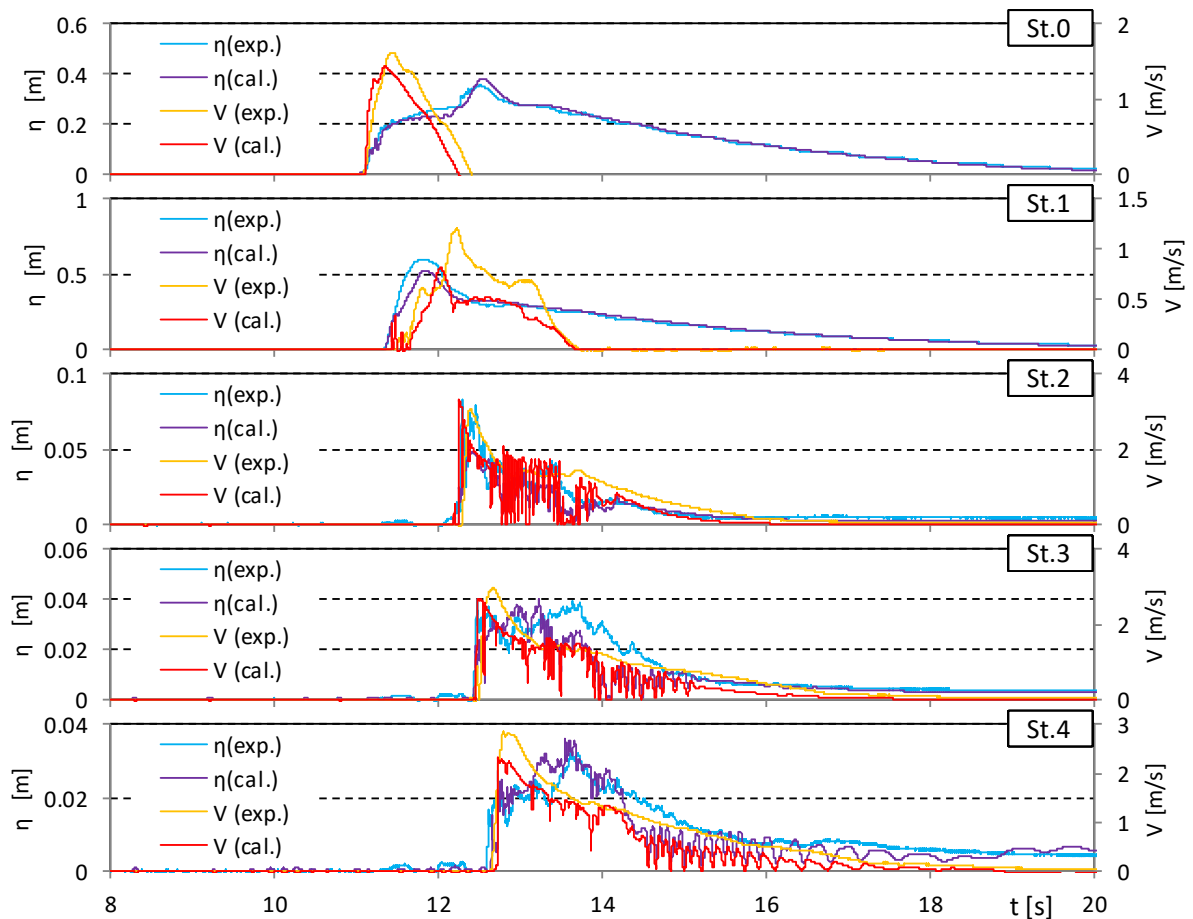 0.6
0.4
0.2
0
η [m]
η(exp.)
η(cal.)
V (exp.)
V (cal.)
St.0
2
1
0
V [m/s]
1
0.5
0
η [m]
η(exp.)
η(cal.)
V (exp.)
V (cal.)
St.1
1.5
1
0.5
0
V [m/s]
0.1
0.05
0
η [m]
η(exp.)
η(cal.)
V (exp.)
V (cal.)
St.2
4
2
0
V [m/s]
0.06
0.04
0.02
0
η [m]
η(exp.)
η(cal.)
V (exp.)
V (cal.)
St.3
4
2
0
V [m/s]
0.04
0.02
0
η [m]
η(exp.)
η(cal.)
V (exp.)
V (cal.)
St.4
3
2
1
0
V [m/s]
8 10 12 14 16 18 t [s] 20